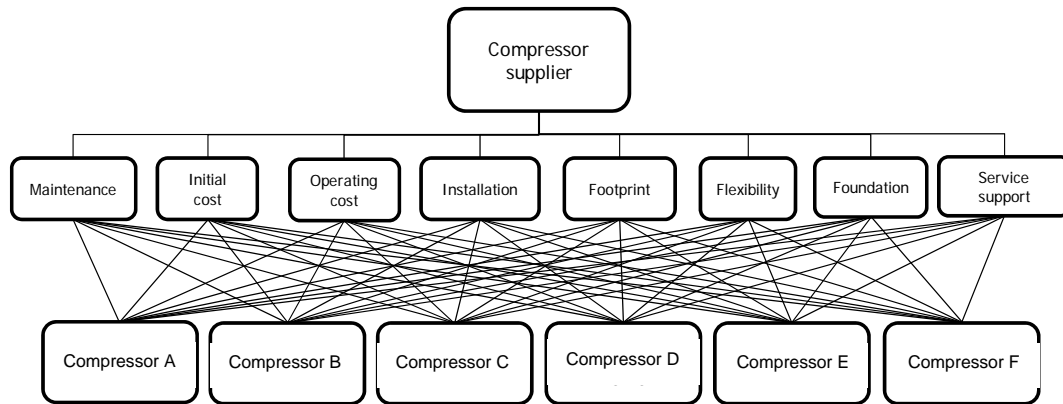 Compressor
supplier
Maintenance
Initial
cost
Operating
cost
Installation
Footprint
Flexibility
Foundation
Service
support
Compressor A
Compressor B
Compressor C
Compressor D
Compressor E
Compressor F